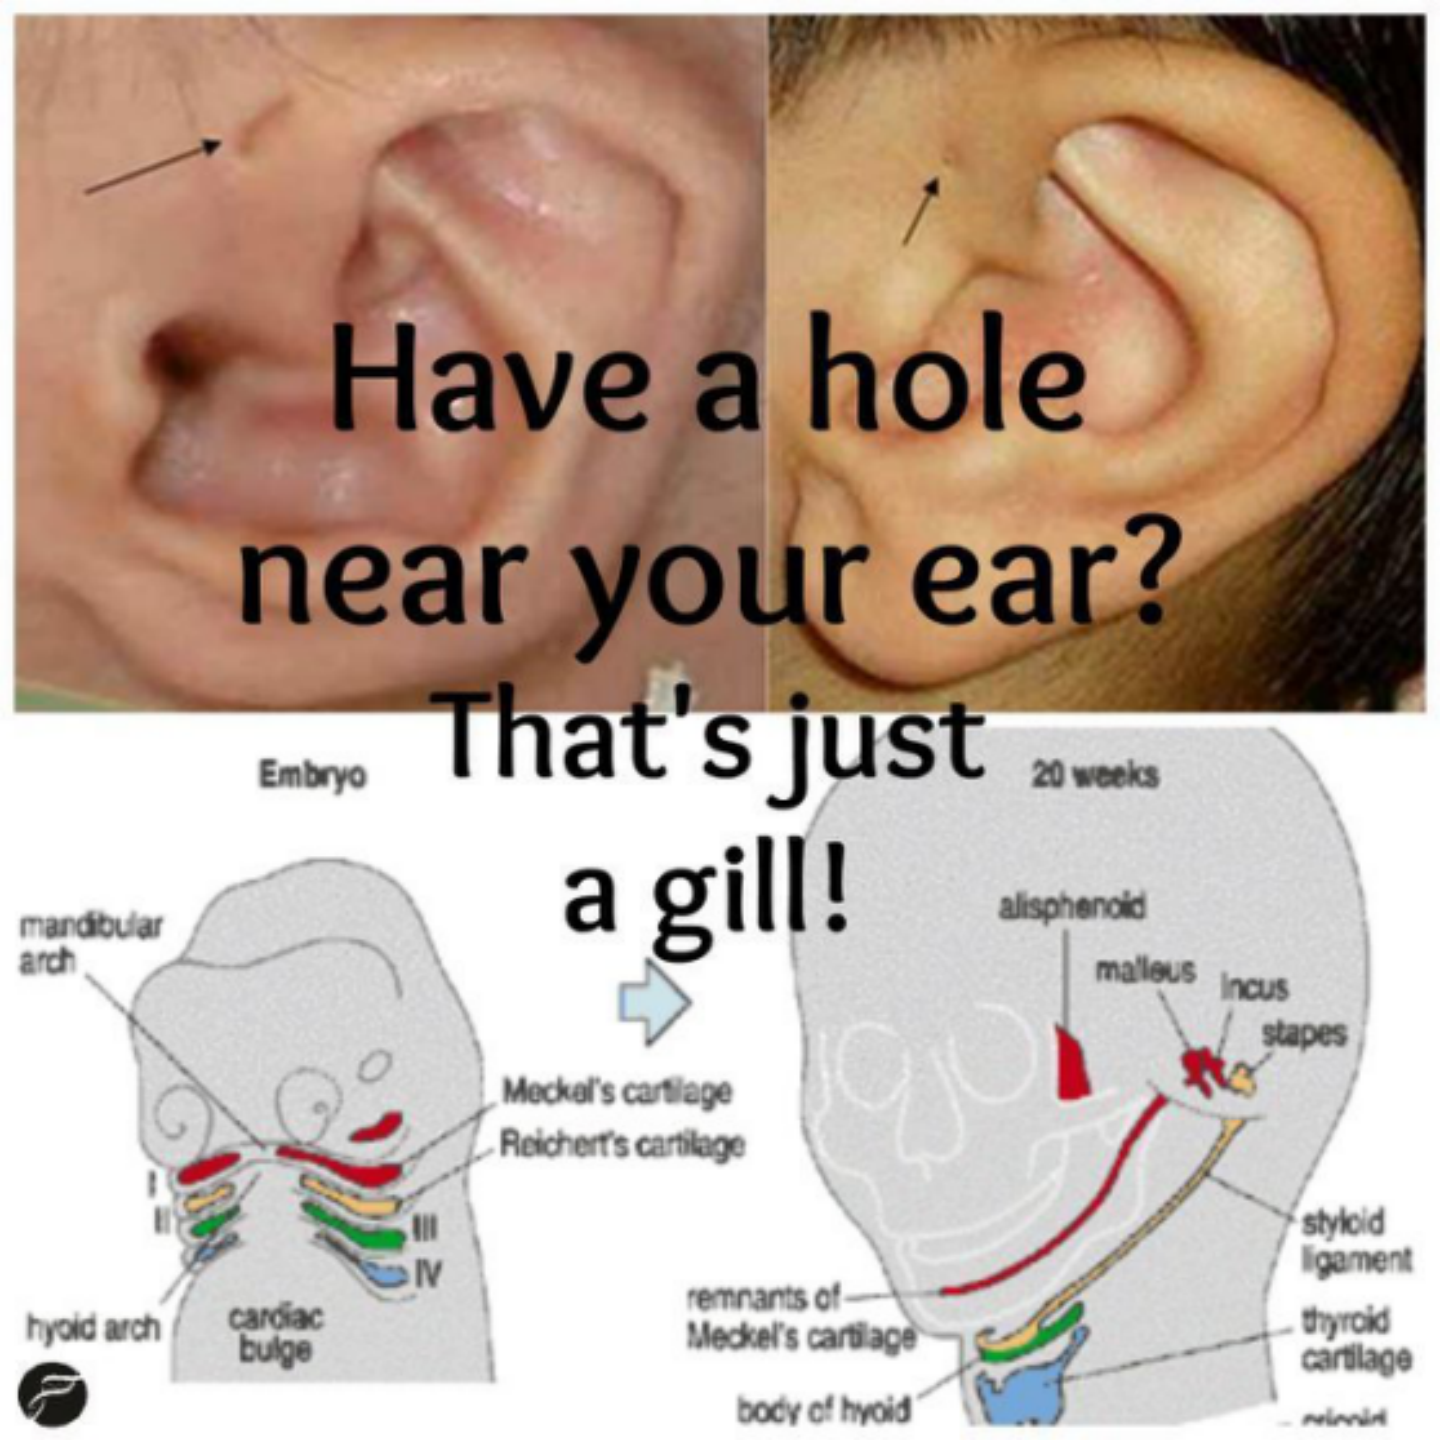 Have a hole
near your ear?
That's just
a gill!
Embryo
20 weeks
mandibular
arch
alisphenoid
malleus
incus
stapes
Meckel's cartilage
Reichert's cartilage
I
II
III
IV
hyoid arch
cardiac
bulge
styloid
ligament
remnants of
Meckel's cartilage
thyroid
cartilage
body of hyoid